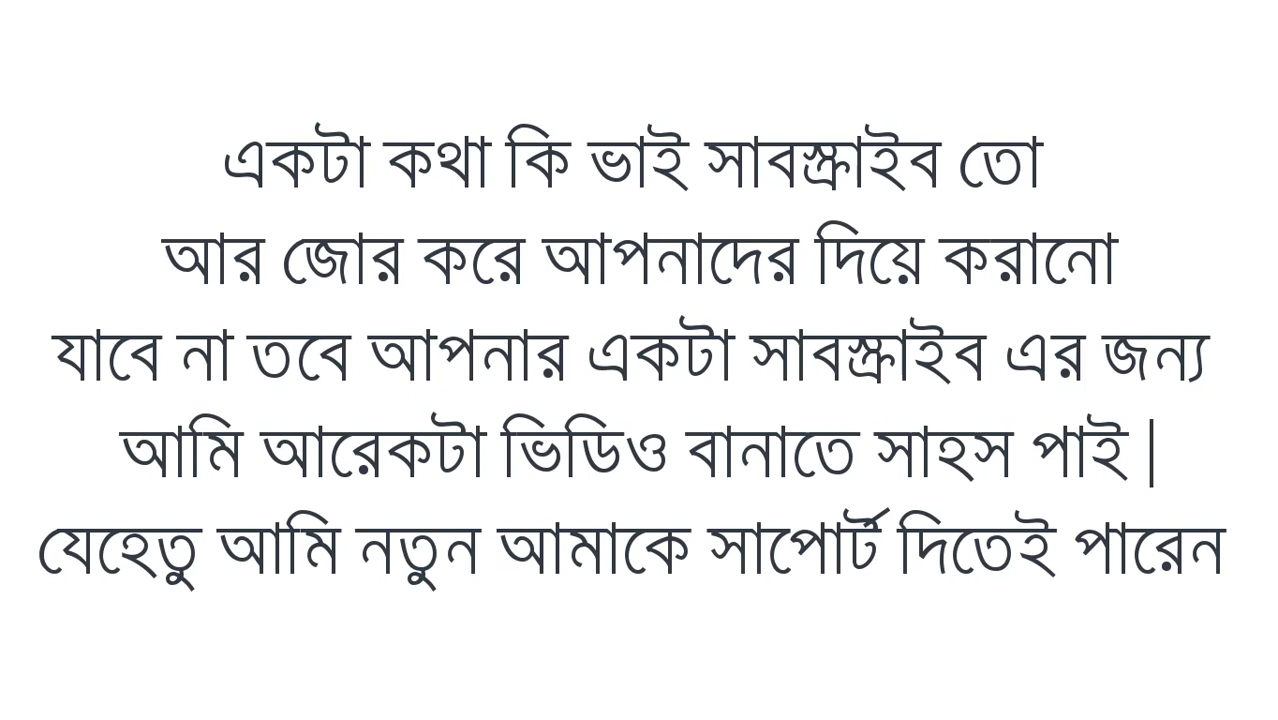 একটা কথা কি ভাই সাবস্ক্রাইব তো
আর জোর করে আপনাদের দিয়ে করানো
যাবে না তবে আপনার একটা সাবস্ক্রাইব এর জন্য
আমি আরেকটা ভিডিও বানাতে সাহস পাই |
যেহেতু আমি নতুন আমাকে সাপোর্ট দিতেই পারেন